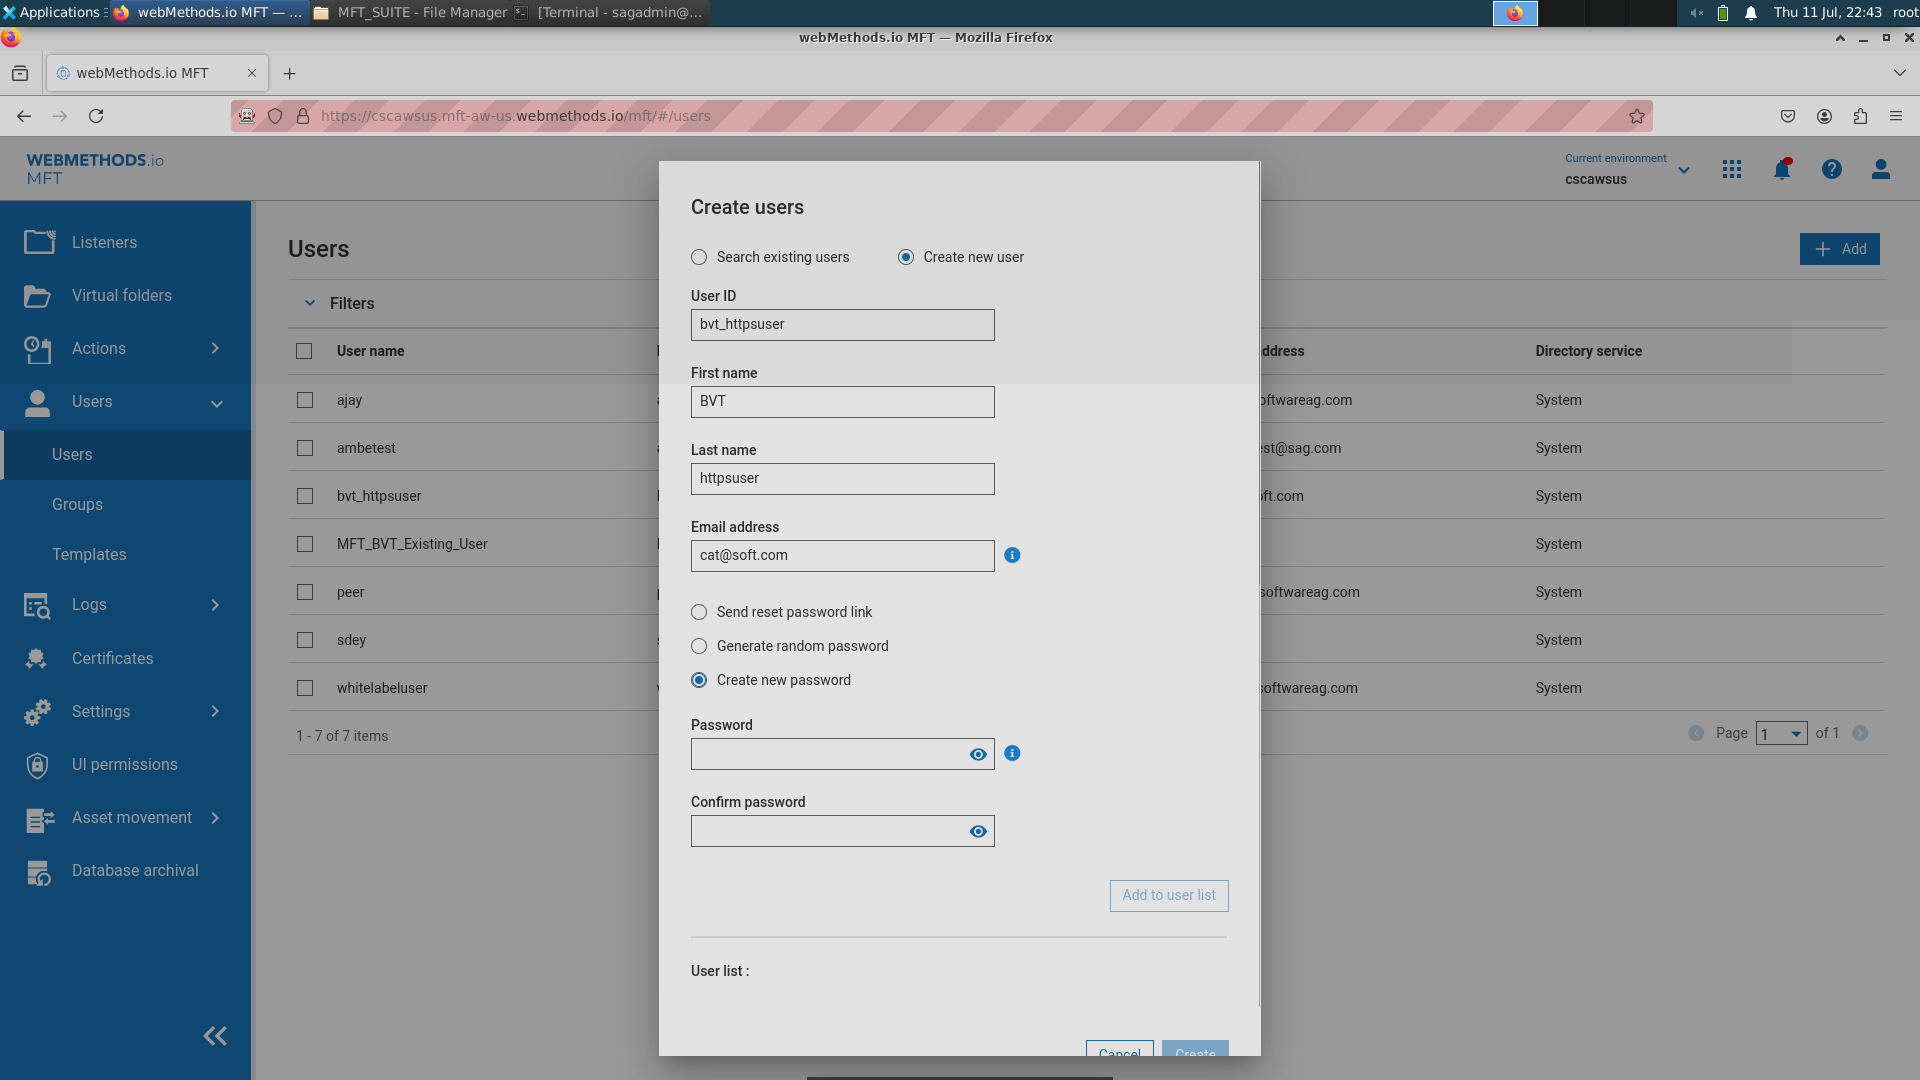 Applications
webMethods.io MFT — ...
MFT_SUITE - File Manager
[Terminal - sagadmin@...
Thu 11 Jul, 22:43
root
webMethods.io MFT — Mozilla Firefox
webMethods.io MFT
https://cscawsus.mft-aw-us.webmethods.io/mft/#/users
WEBMETHODS.io
MFT
Current environment
cscawsus
Listeners
Virtual folders
Actions
Users
Users
Groups
Templates
Logs
Certificates
Settings
UI permissions
Asset movement
Database archival
Users
Add
Filters
User name
ddress
Directory service
ajay
oftwareag.com
System
ambetest
est@sag.com
System
bvt_httpsuser
oft.com
System
MFT_BVT_Existing_User
System
peer
softwareag.com
System
sdey
System
whitelabeluser
softwareag.com
System
1 - 7 of 7 items
Page 1 of 1
Create users
Search existing users
Create new user
User ID
bvt_httpsuser
First name
BVT
Last name
httpsuser
Email address
cat@soft.com
Send reset password link
Generate random password
Create new password
Password
Confirm password
Add to user list
User list :
Cancel
Create